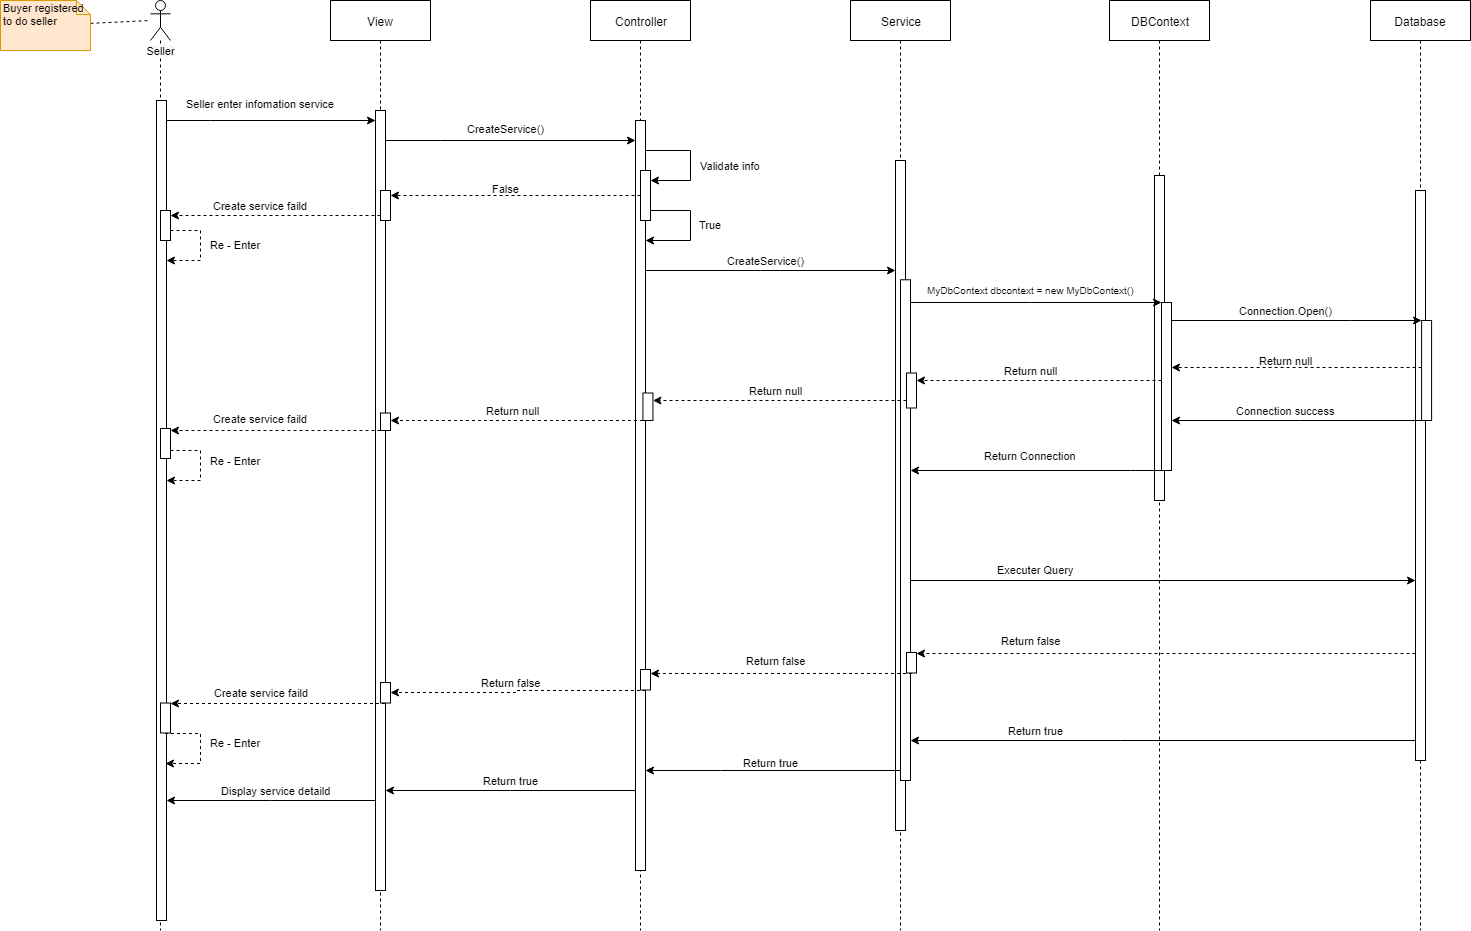 Buyer registered
to do seller
Seller
View
Controller
Service
DBContext
Database
Seller enter infomation service
CreateService()
Validate info
False
Create service faild
True
Re - Enter
CreateService()
MyDbContext dbcontext = new MyDbContext()
Connection.Open()
Return null
Return null
Return null
Return null
Connection success
Create service faild
Return Connection
Re - Enter
Executer Query
Return false
Return false
Return false
Create service faild
Return true
Re - Enter
Return true
Return true
Display service detaild